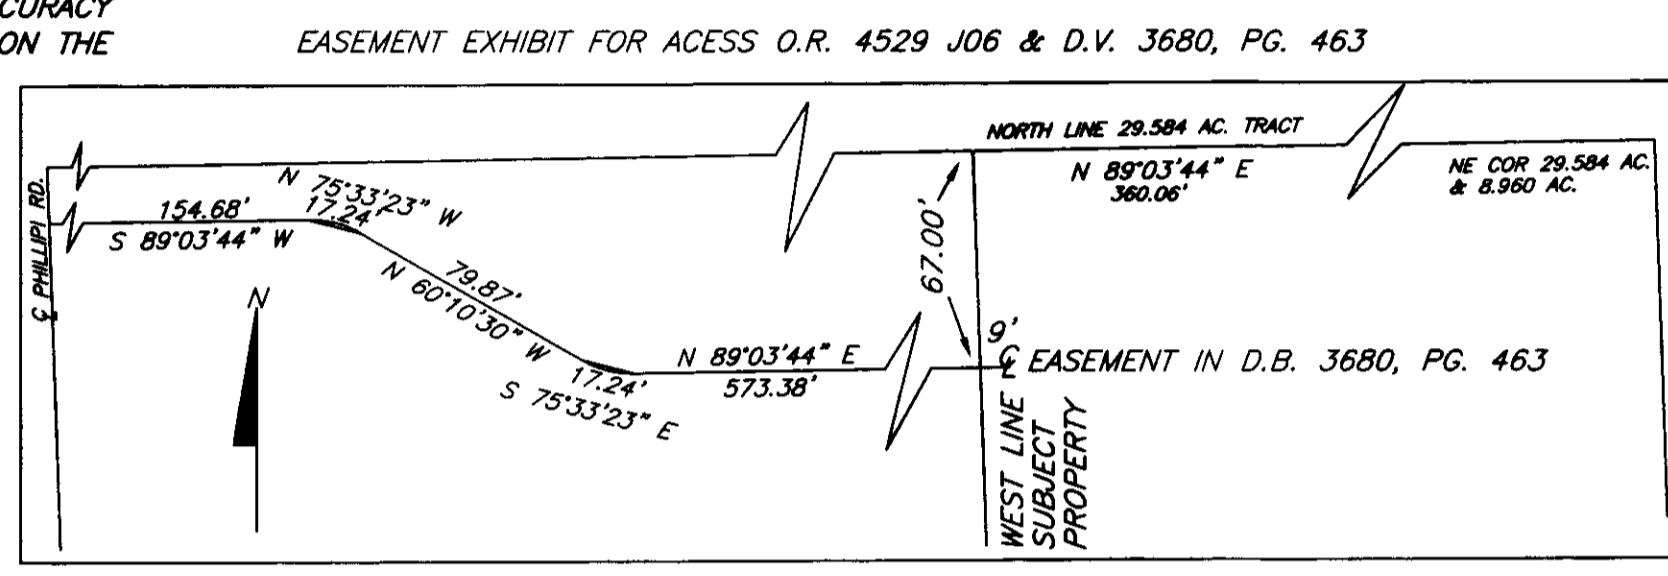 CURACY
ON THE
EASEMENT EXHIBIT FOR ACESS O.R. 4529 J06 & D.V. 3680, PG. 463
NORTH LINE 29.584 AC. TRACT
N 89°03'44" E
360.06'
NE COR 29.584 AC.
& 8.960 AC.
℄ PHILLIPI RD.
154.68'
S 89°03'44" W
N 75°33'23" W
17.24'
79.87'
N 60°10'30" W
17.24'
S 75°33'23" E
N 89°03'44" E
573.38'
67.00'
N
9'
℄ EASEMENT IN D.B. 3680, PG. 463
WEST LINE
SUBJECT
PROPERTY